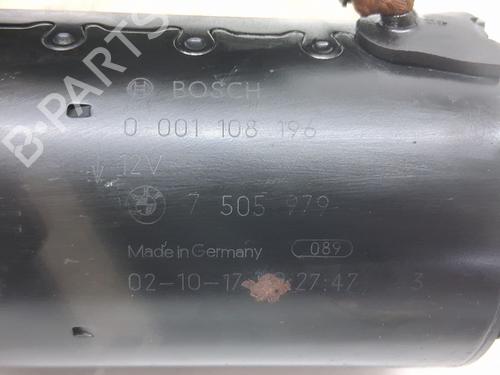 B-PARTS
BOSCH
0 001 108 196
12V
7 505 979
Made in Germany 089
02-10-17 27:47 3